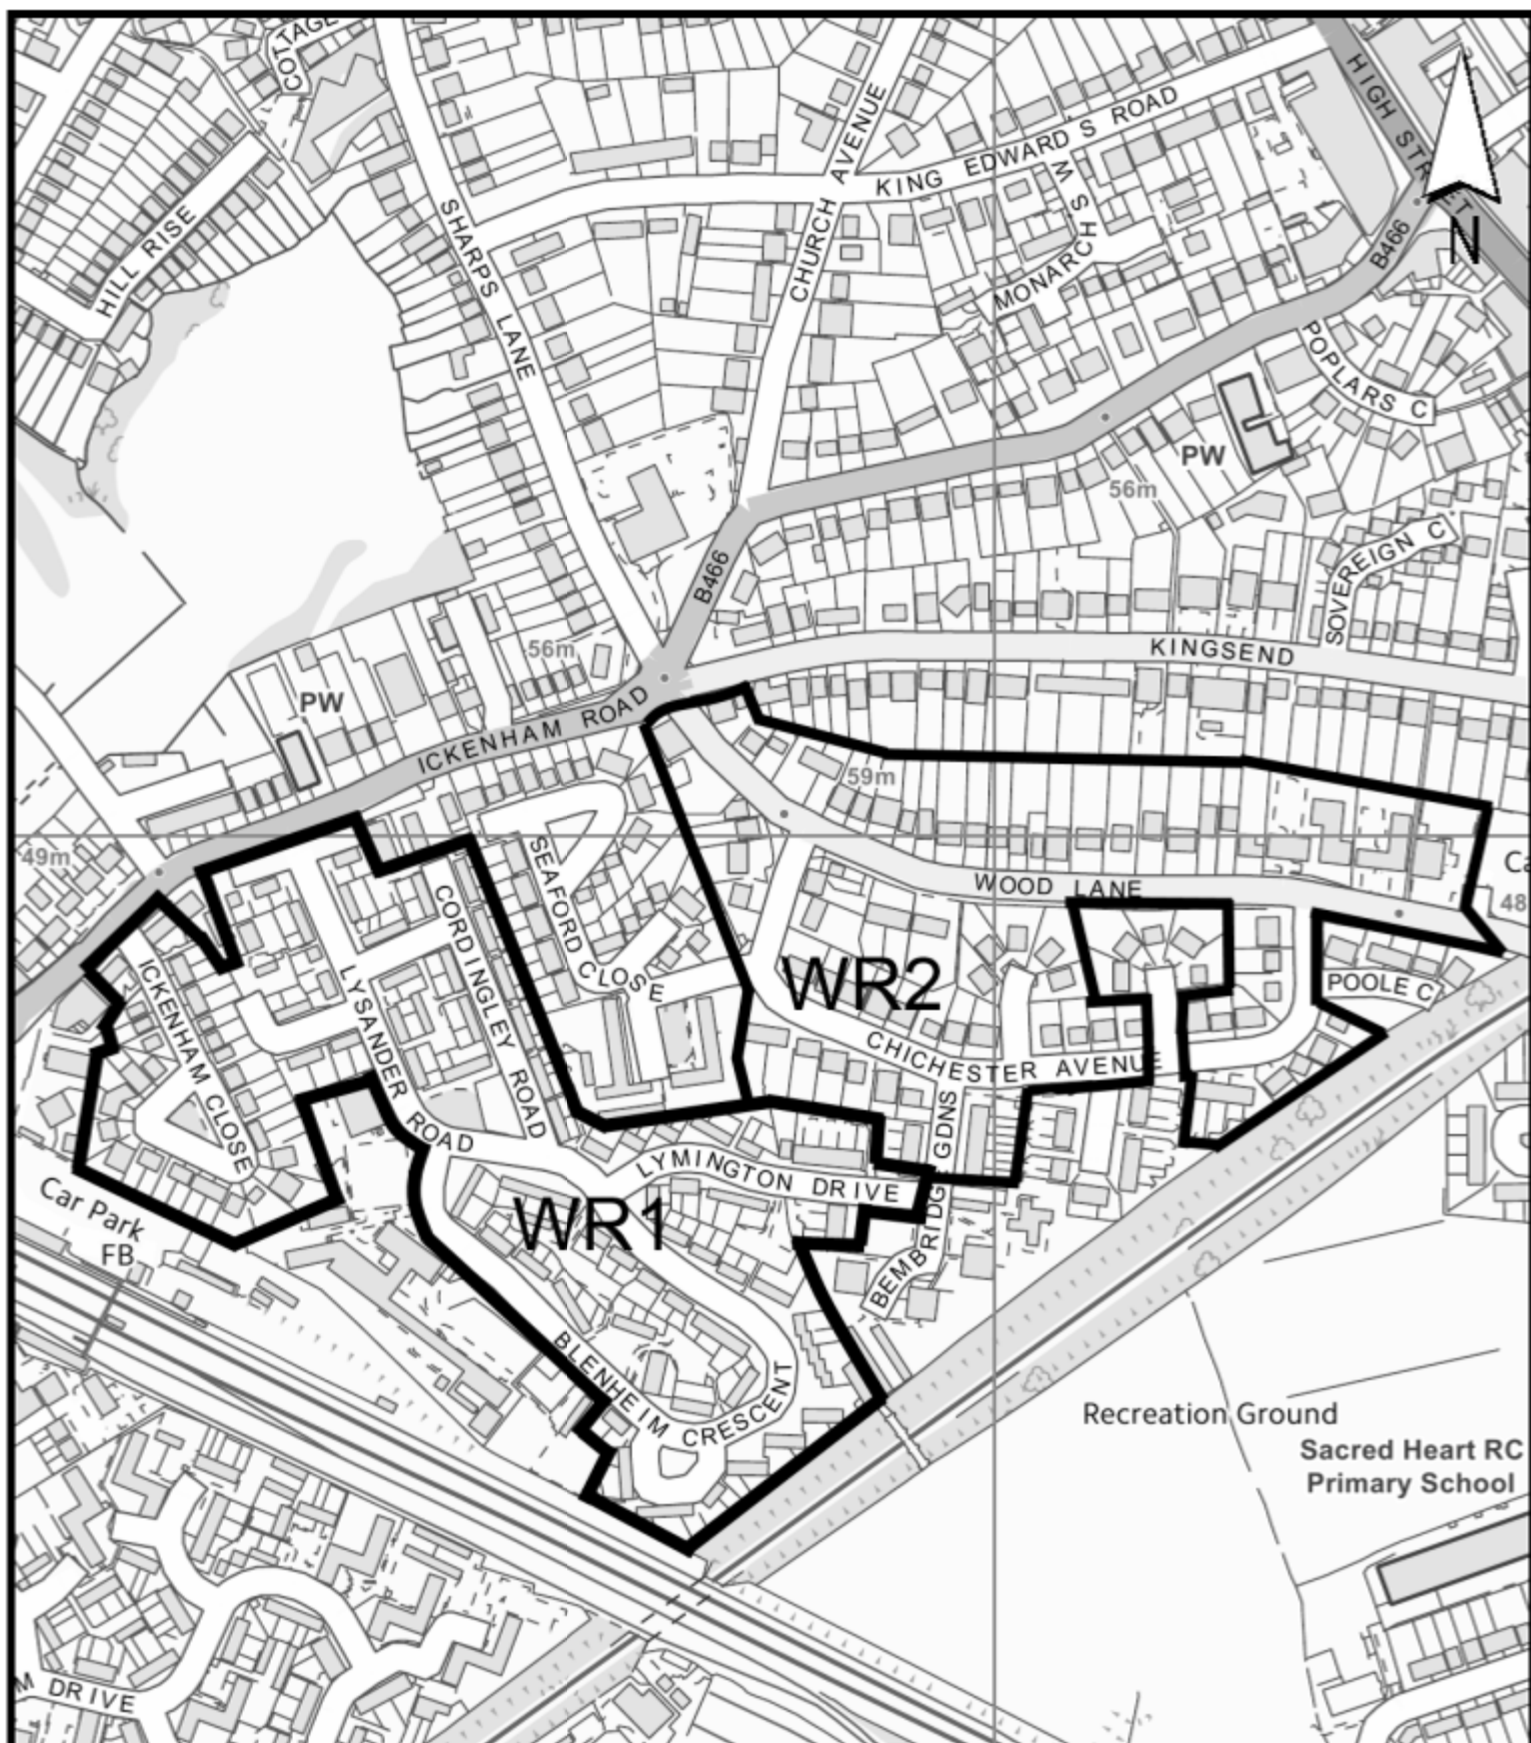 COTTAGE
HIGH STREET
N
B466
HILL RISE
SHARPS LANE
CHURCH AVENUE
KING EDWARD'S ROAD
MONARCH'S
M
POPLARS C
PW
56m
SOVEREIGN C
B466
KINGSEND
56m
PW
ICKENHAM ROAD
59m
49m
Ca
48
WOOD LANE
SEAFORD CLOSE
CORDINGLEY ROAD
LYSANDER ROAD
ICKENHAM CLOSE
WR2
POOLE C
CHICHESTER AVENUE
LYMINGTON DRIVE
BEMBRIDGE GDNS
WR1
Car Park
FB
BLENHEIM CRESCENT
Recreation Ground
Sacred Heart RC
Primary School
M DRIVE